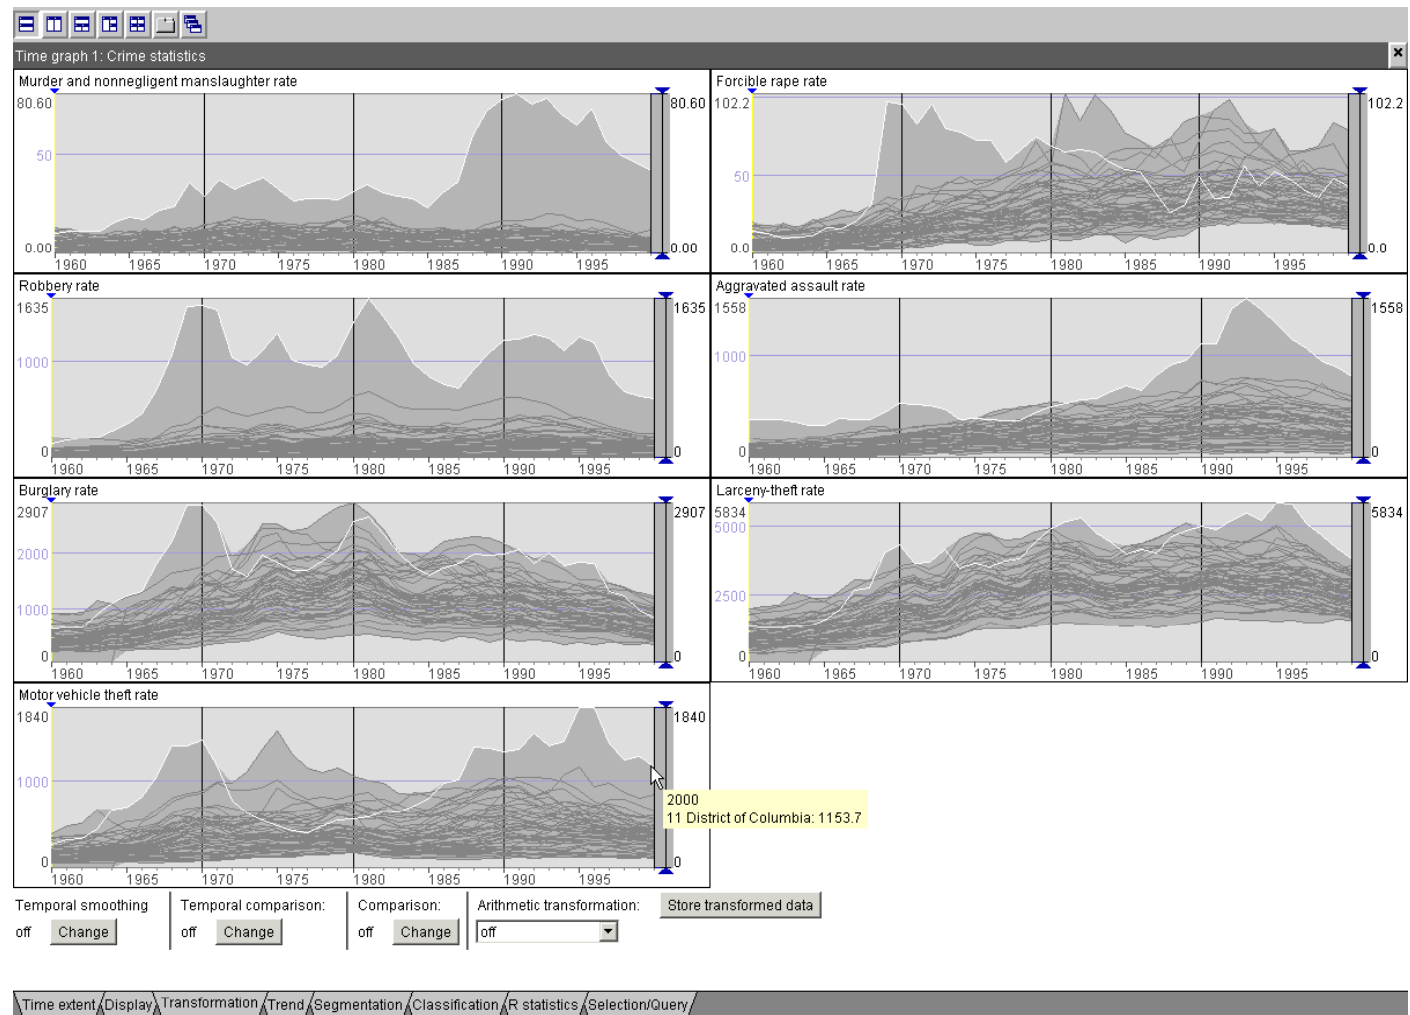 Time graph 1: Crime statistics
Murder and nonnegligent manslaughter rate
80.60
50
0.00
80.60
0.00
1960 1965 1970 1975 1980 1985 1990 1995
Forcible rape rate
102.2
50
0.0
102.2
0.0
1960 1965 1970 1975 1980 1985 1990 1995
Robbery rate
1635
1000
0
1635
0
1960 1965 1970 1975 1980 1985 1990 1995
Aggravated assault rate
1558
1000
0
1558
0
1960 1965 1970 1975 1980 1985 1990 1995
Burglary rate
2907
2000
1000
0
2907
0
1960 1965 1970 1975 1980 1985 1990 1995
Larceny-theft rate
5834
5000
2500
0
5834
0
1960 1965 1970 1975 1980 1985 1990 1995
Motor vehicle theft rate
1840
1000
0
1840
0
1960 1965 1970 1975 1980 1985 1990 1995
2000
11 District of Columbia: 1153.7
Temporal smoothing
off Change
Temporal comparison:
off Change
Comparison:
off Change
Arithmetic transformation:
off
Store transformed data
Time extent Display Transformation Trend Segmentation Classification R statistics Selection/Query